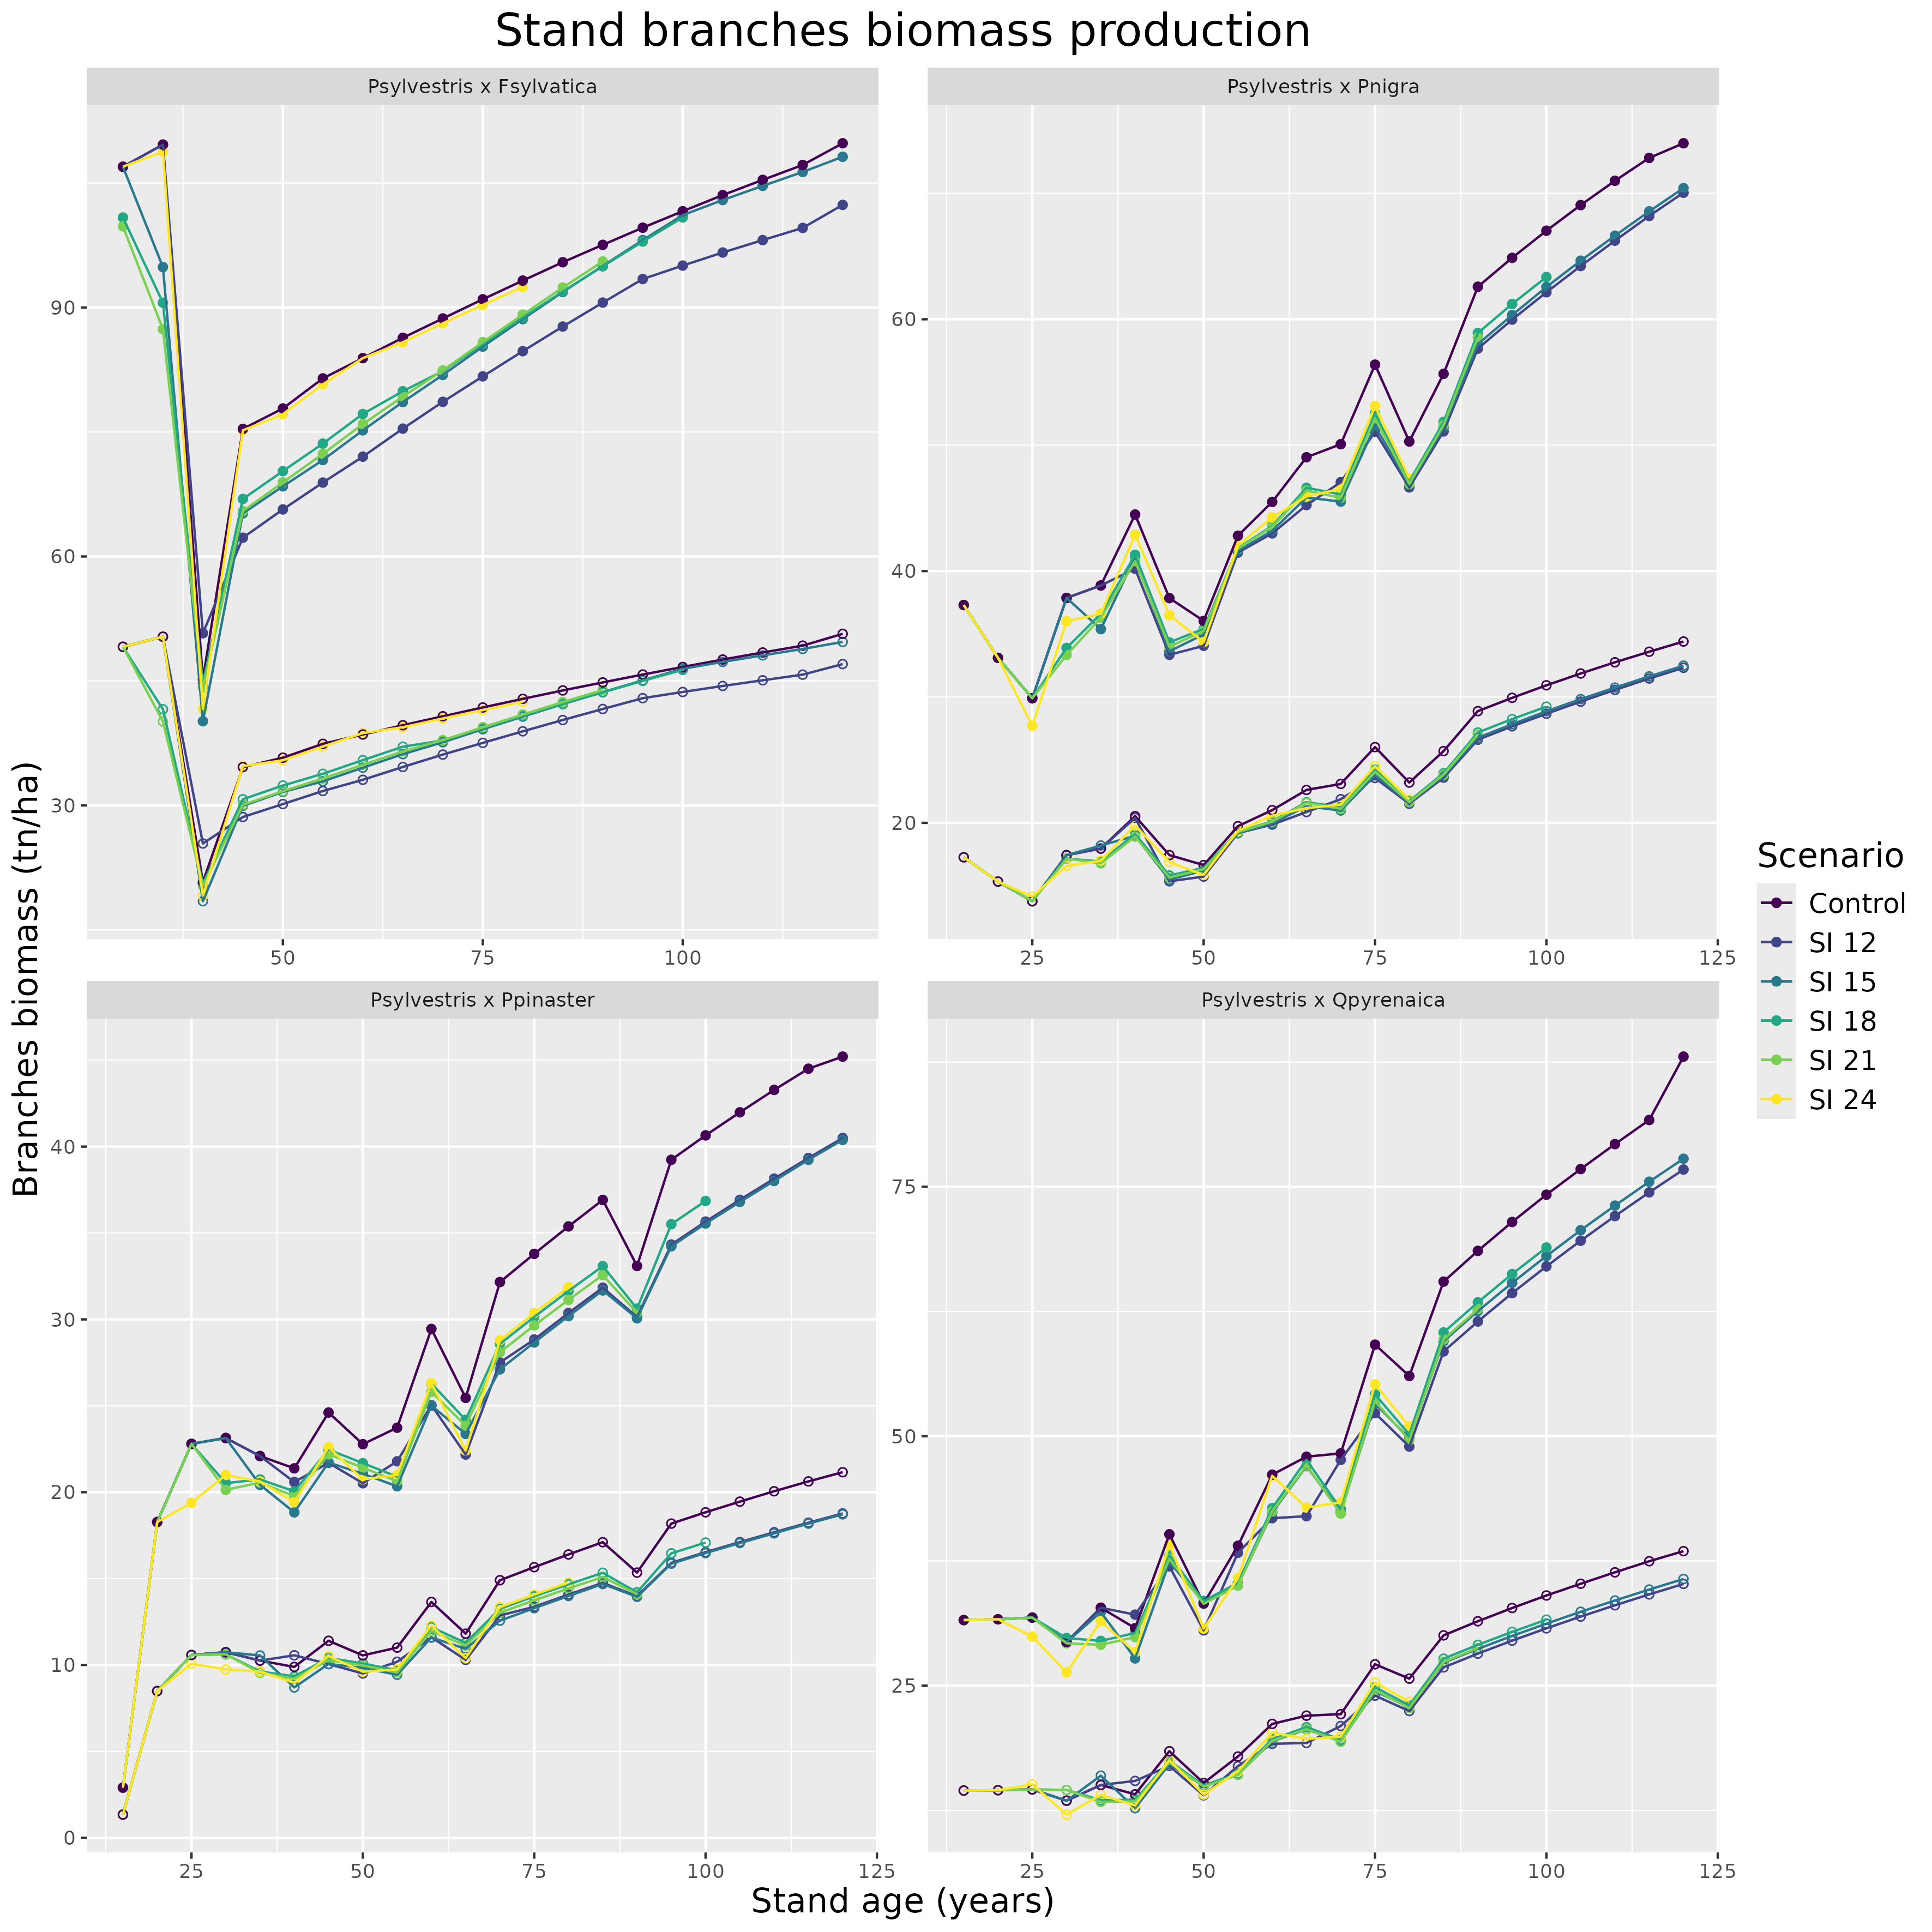 Stand branches biomass production
Psylvestris x Fsylvatica
Psylvestris x Pnigra
90
60
30
50
75
100
60
40
20
25
50
75
100
125
Branches biomass (tn/ha)
Psylvestris x Ppinaster
Psylvestris x Qpyrenaica
40
30
20
10
0
25
50
75
100
125
75
50
25
25
50
75
100
125
Stand age (years)
Scenario
Control
SI 12
SI 15
SI 18
SI 21
SI 24